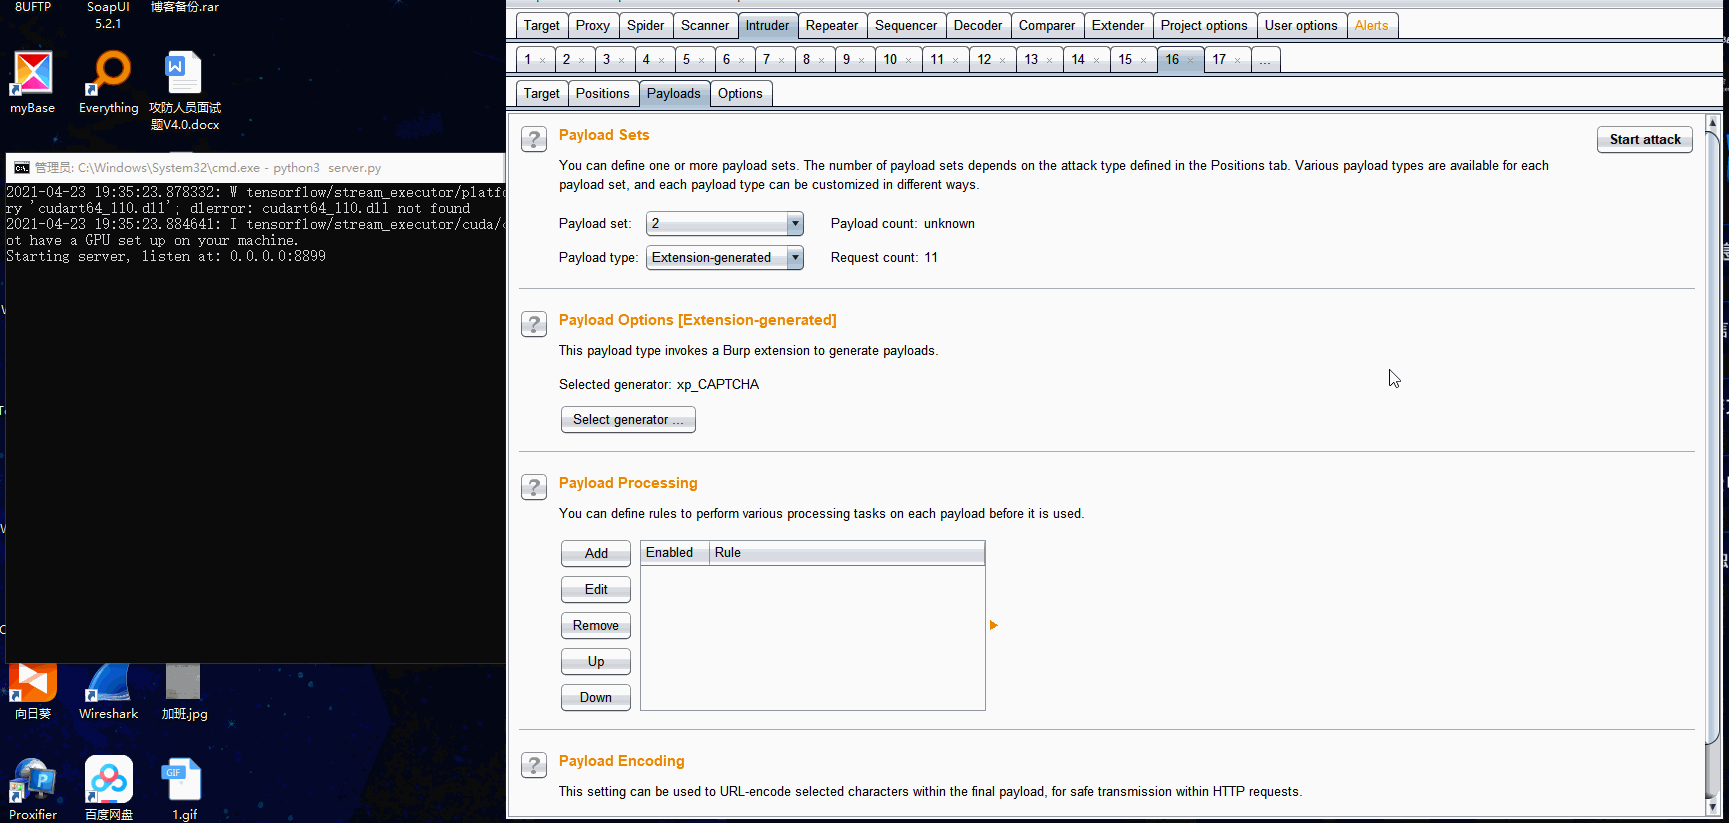 8UFTP
SoapUI
5.2.1
博客备份.rar
myBase
Everything
攻防人员面试
题V4.0.docx
管理员: C:\Windows\System32\cmd.exe - python3  server.py
2021-04-23 19:35:23.878332: W tensorflow/stream_executor/platfo
ry 'cudart64_110.dll'; dlerror: cudart64_110.dll not found
2021-04-23 19:35:23.884641: I tensorflow/stream_executor/cuda/c
ot have a GPU set up on your machine.
Starting server, listen at: 0.0.0.0:8899
向日葵
Wireshark
加班.jpg
Proxifier
百度网盘
GIF
1.gif
Target Proxy Spider Scanner Intruder Repeater Sequencer Decoder Comparer Extender Project options User options Alerts
1 × 2 × 3 × 4 × 5 × 6 × 7 × 8 × 9 × 10 × 11 × 12 × 13 × 14 × 15 × 16 × 17 × ...
Target Positions Payloads Options
? Payload Sets
Start attack
You can define one or more payload sets. The number of payload sets depends on the attack type defined in the Positions tab. Various payload types are available for each
payload set, and each payload type can be customized in different ways.
Payload set: 2 Payload count: unknown
Payload type: Extension-generated Request count: 11
? Payload Options [Extension-generated]
This payload type invokes a Burp extension to generate payloads.
Selected generator: xp_CAPTCHA
Select generator ...
? Payload Processing
You can define rules to perform various processing tasks on each payload before it is used.
Add
Enabled Rule
Edit
Remove
Up
Down
? Payload Encoding
This setting can be used to URL-encode selected characters within the final payload, for safe transmission within HTTP requests.